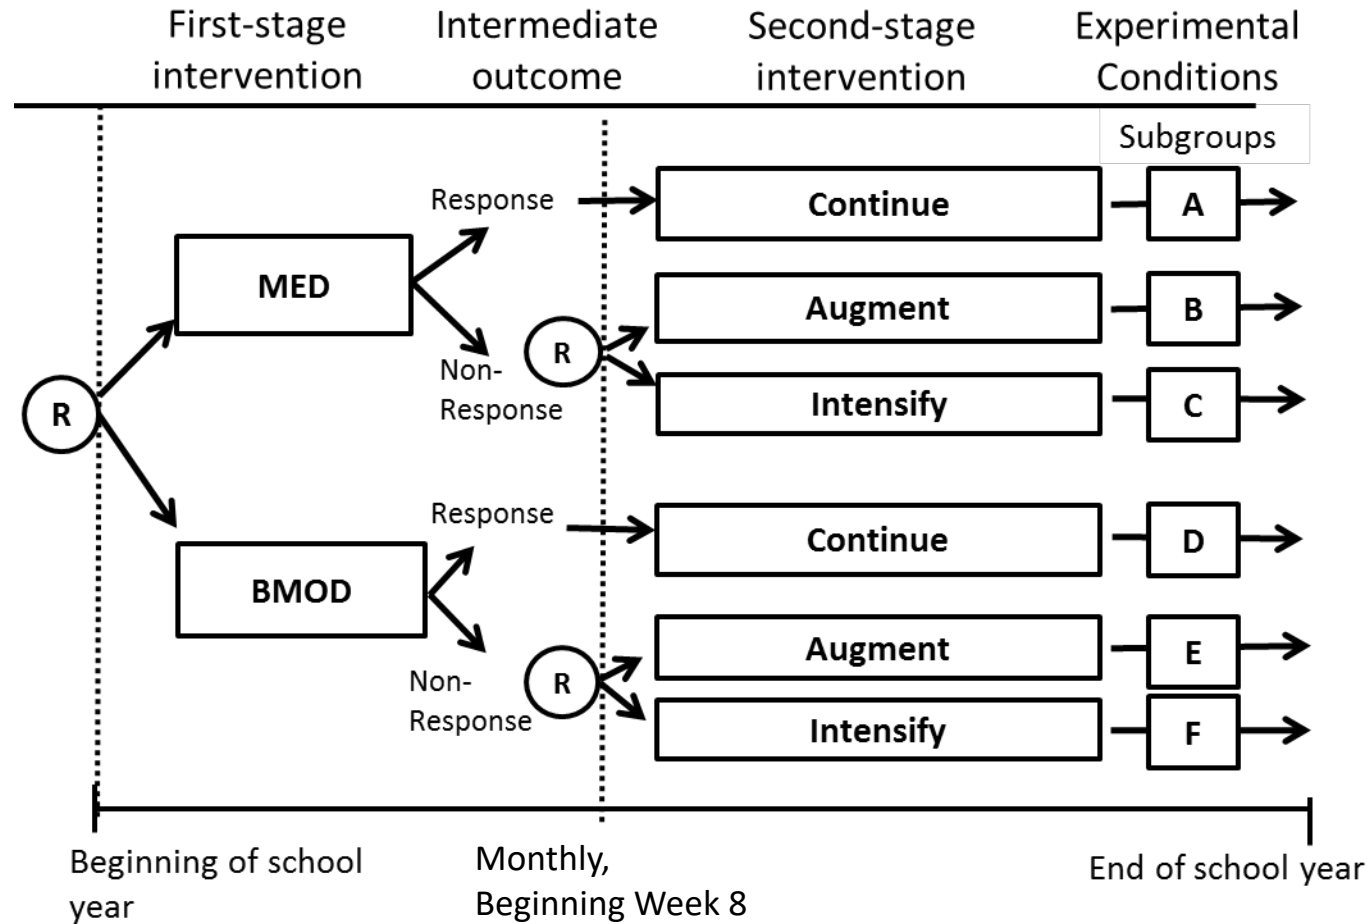 First-stage
intervention
Intermediate
outcome
Second-stage
intervention
Experimental
Conditions
Subgroups
Response
Continue
A
MED
Augment
B
R
Non-
Response
Intensify
C
R
Response
Continue
D
BMOD
Augment
E
R
Non-
Response
Intensify
F
Beginning of school
year
Monthly,
Beginning Week 8
End of school year